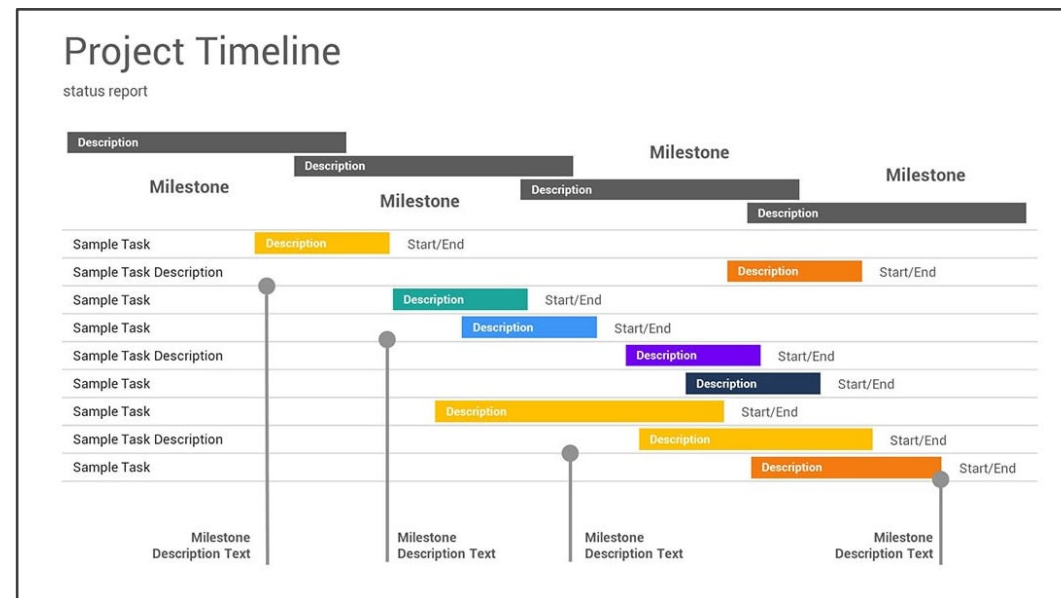 Project Timeline
status report
Description
Description
Milestone
Description
Milestone
Milestone
Milestone
Description
Sample Task
Description
Start/End
Sample Task Description
Description
Start/End
Sample Task
Description
Start/End
Sample Task
Description
Start/End
Sample Task Description
Description
Start/End
Sample Task
Description
Start/End
Sample Task
Description
Start/End
Sample Task Description
Description
Start/End
Sample Task
Description
Start/End
Milestone
Description Text
Milestone
Description Text
Milestone
Description Text
Milestone
Description Text